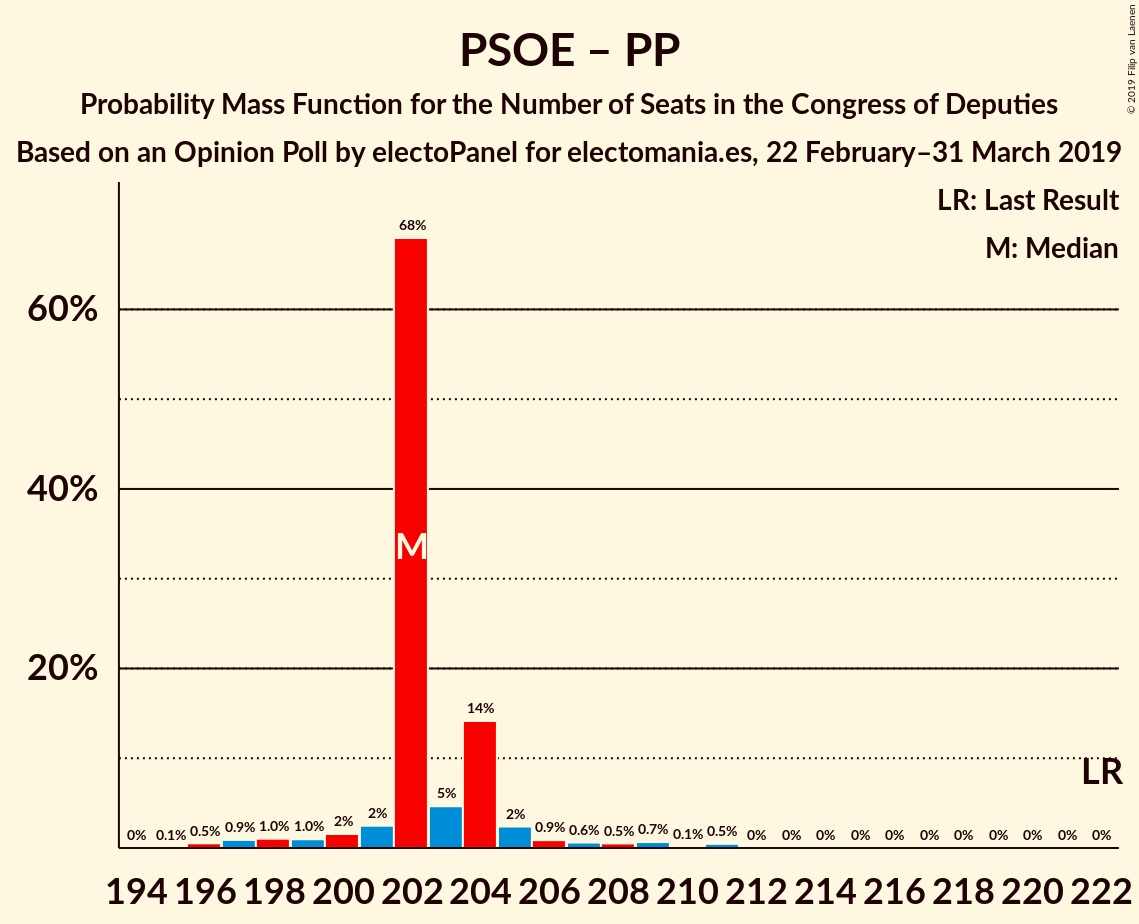 PSOE – PP
Probability Mass Function for the Number of Seats in the Congress of Deputies
Based on an Opinion Poll by electoPanel for electomania.es, 22 February–31 March 2019
© 2019 Filip van Laenen
LR: Last Result
M: Median
60%
40%
20%
68%
M
14%
LR
0% 0.1% 0.5% 0.9% 1.0% 1.0% 2% 2% 5% 2% 0.9% 0.6% 0.5% 0.7% 0.1% 0.5% 0% 0% 0% 0% 0% 0% 0% 0% 0% 0% 0%
194 196 198 200 202 204 206 208 210 212 214 216 218 220 222